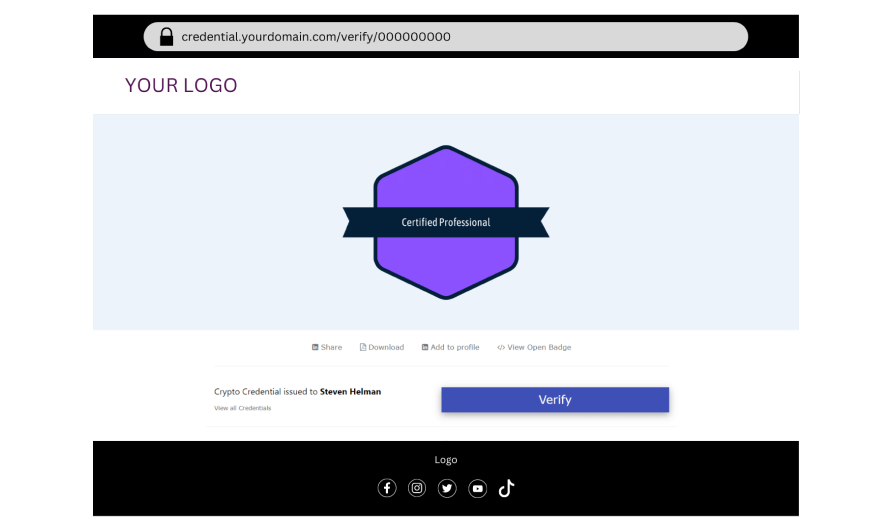 credential.yourdomain.com/verify/000000000
YOUR LOGO
Certified Professional
Share Download Add to profile </> View Open Badge
Crypto Credential issued to Steven Helman
View all Credentials
Verify
Logo